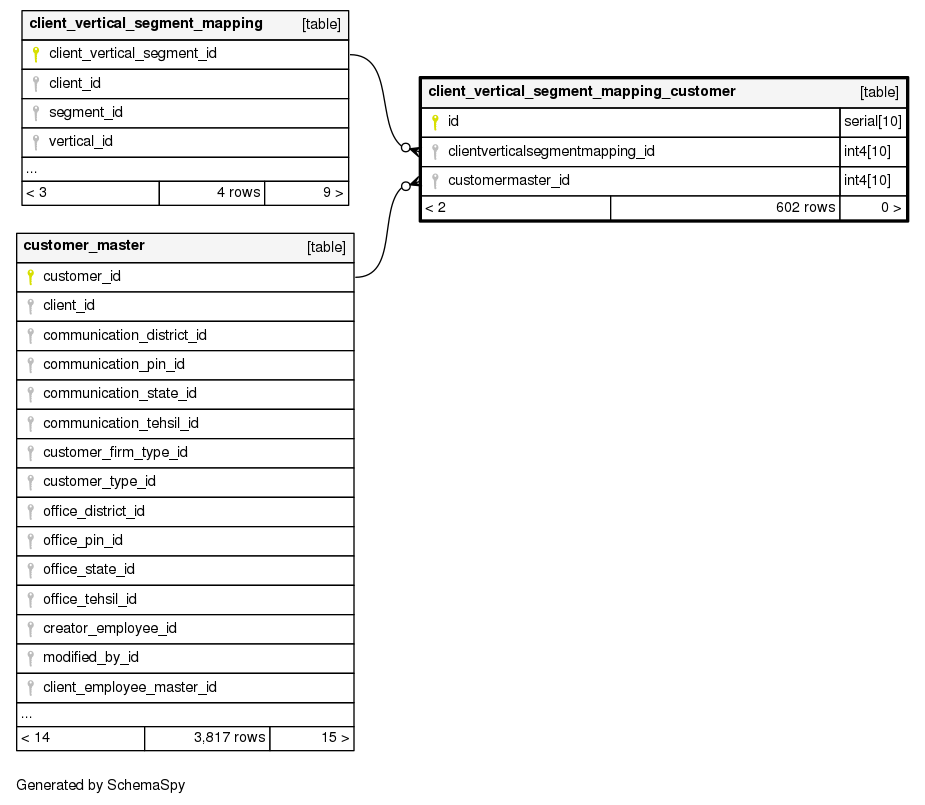 client_vertical_segment_mapping [table]
client_vertical_segment_id
client_id
segment_id
vertical_id
...
< 3 4 rows 9 >
client_vertical_segment_mapping_customer [table]
id serial[10]
clientverticalsegmentmapping_id int4[10]
customermaster_id int4[10]
< 2 602 rows 0 >
customer_master [table]
customer_id
client_id
communication_district_id
communication_pin_id
communication_state_id
communication_tehsil_id
customer_firm_type_id
customer_type_id
office_district_id
office_pin_id
office_state_id
office_tehsil_id
creator_employee_id
modified_by_id
client_employee_master_id
...
< 14 3,817 rows 15 >
Generated by SchemaSpy